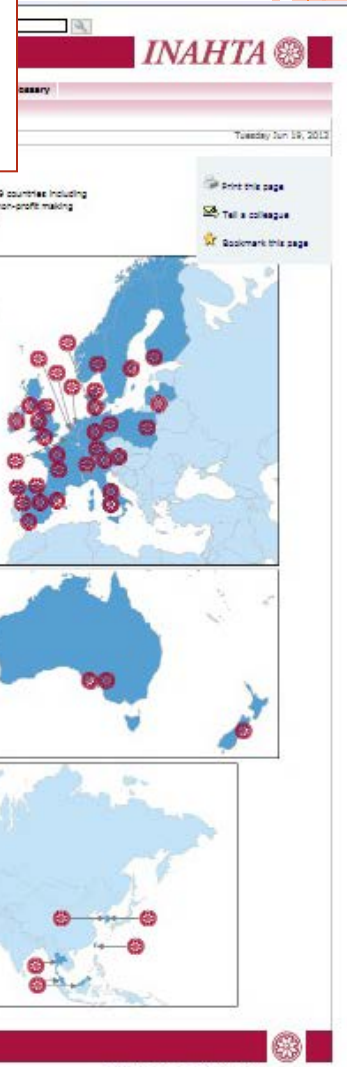 INAHTA
ossary
Tuesday Jun 19, 2012
9 countries including
on-profit making
Print this page
Tell a colleague
Bookmark this page